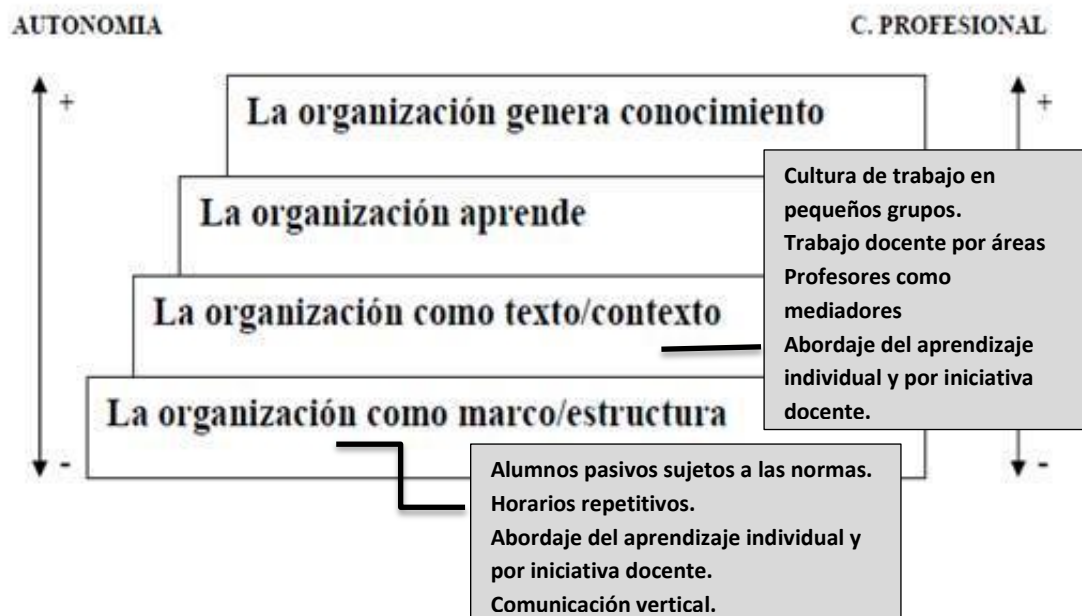 AUTONOMIA
C. PROFESIONAL
+
+
La organización genera conocimiento
La organización aprende
La organización como texto/contexto
La organización como marco/estructura
Cultura de trabajo en
pequeños grupos.
Trabajo docente por áreas
Profesores como
mediadores
Abordaje del aprendizaje
individual y por iniciativa
docente.
-
-
Alumnos pasivos sujetos a las normas.
Horarios repetitivos.
Abordaje del aprendizaje individual y
por iniciativa docente.
Comunicación vertical.